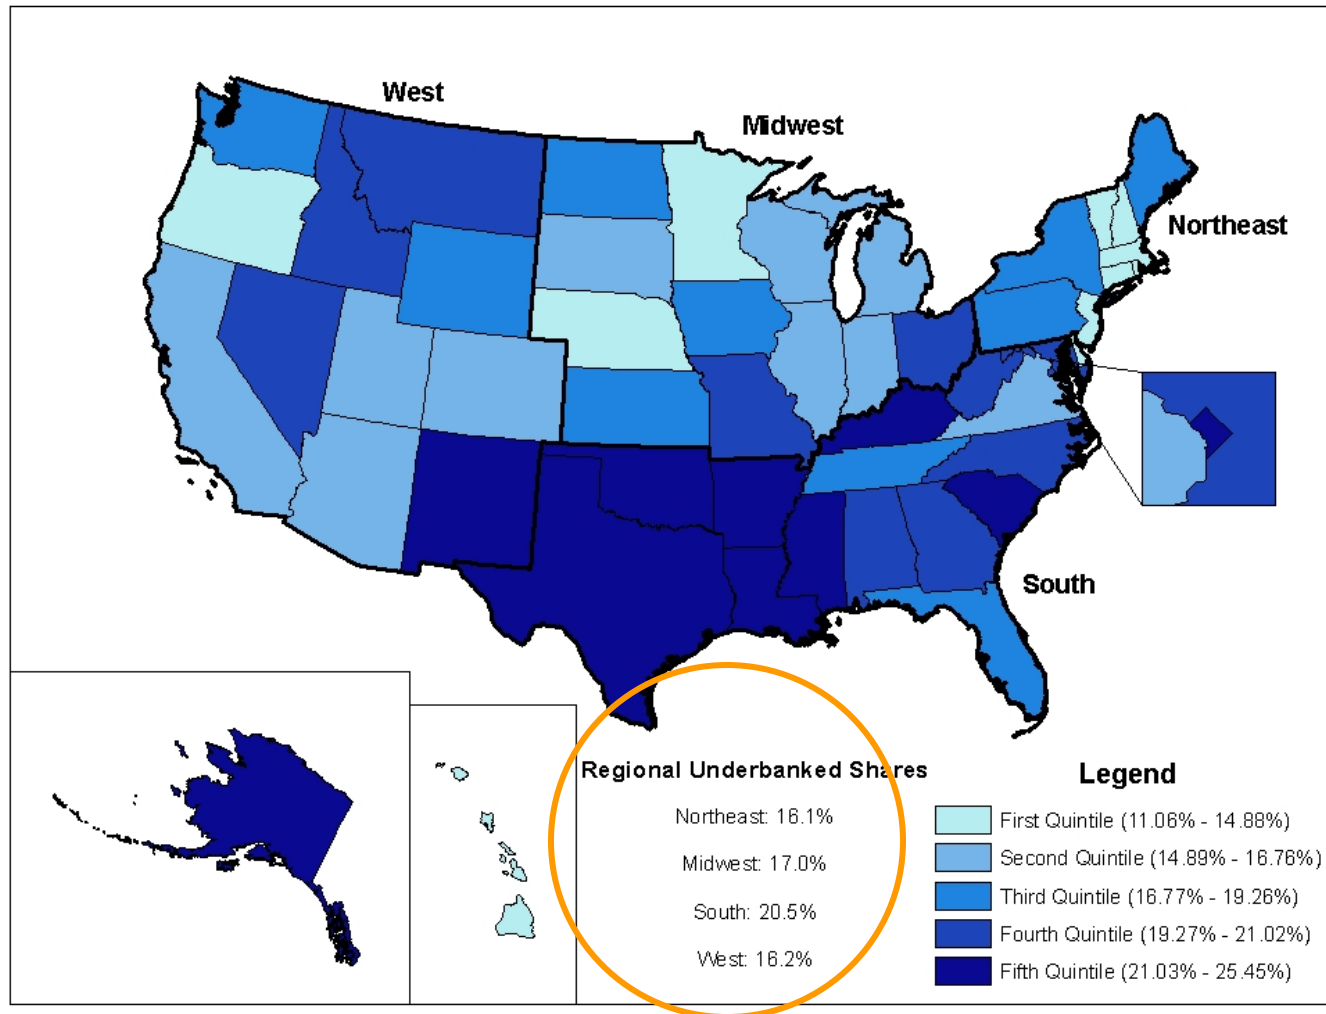 West
Midwest
Northeast
South
Regional Underbanked Shares
Northeast: 16.1%
Midwest: 17.0%
South: 20.5%
West: 16.2%
Legend
First Quintile (11.06% - 14.88%)
Second Quintile (14.89% - 16.76%)
Third Quintile (16.77% - 19.26%)
Fourth Quintile (19.27% - 21.02%)
Fifth Quintile (21.03% - 25.45%)